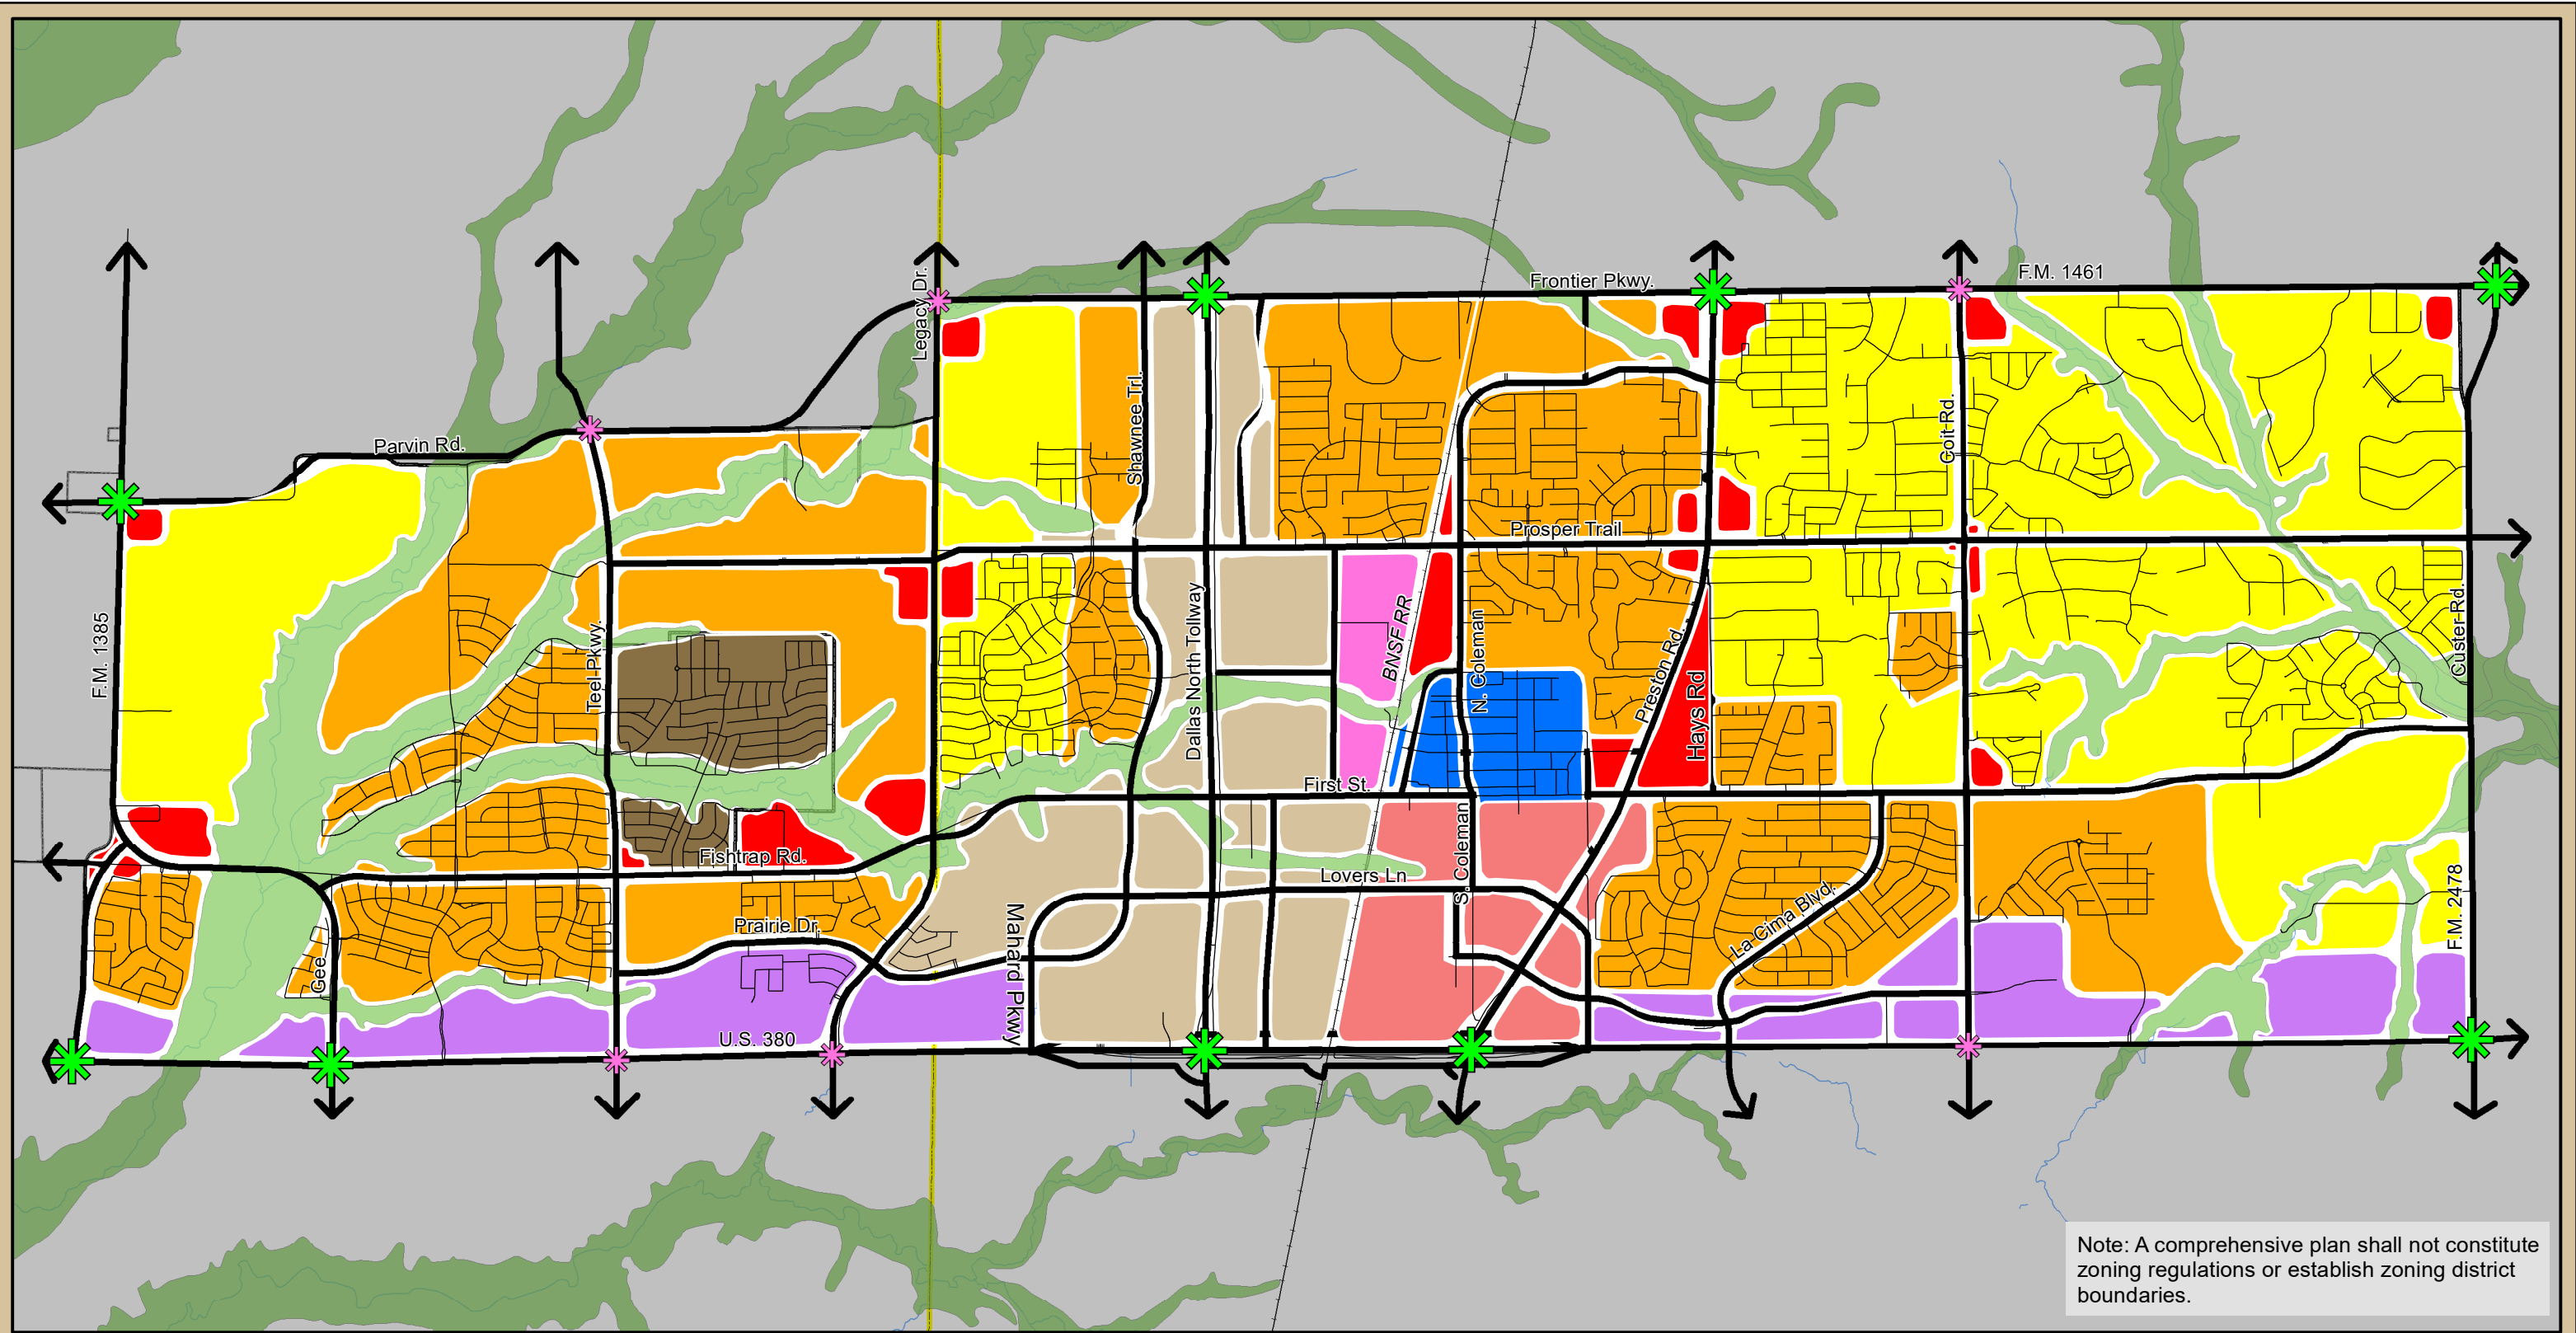 F.M. 1461
Frontier Pkwy.
Legacy Dr.
Shawnee Trl.
Coit Rd.
Parvin Rd.
Prosper Trail
F.M. 1385
Teel Pkwy.
Dallas North Tollway
BNSF RR
N. Coleman
Preston Rd.
Hays Rd
Custer Rd.
First St.
Fishtrap Rd.
Lovers Ln
S. Coleman
La Cima Blvd.
F.M. 2478
Prairie Dr.
Gee
Mahard Pkwy
U.S. 380
Note: A comprehensive plan shall not constitute
zoning regulations or establish zoning district
boundaries.